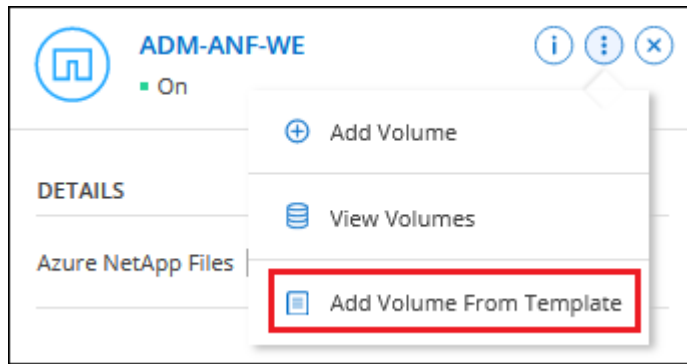 ADM-ANF-WE
On
Add Volume
DETAILS
View Volumes
Azure NetApp Files
Add Volume From Template